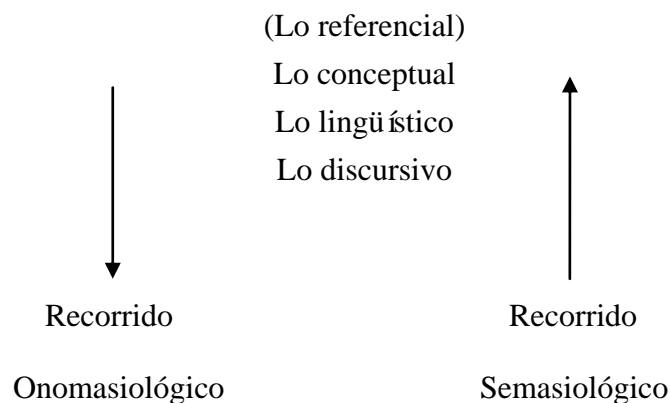 (Lo referencial)
Lo conceptual
Lo lingüístico
Lo discursivo
Recorrido
Onomasiológico
Recorrido
Semasiológico